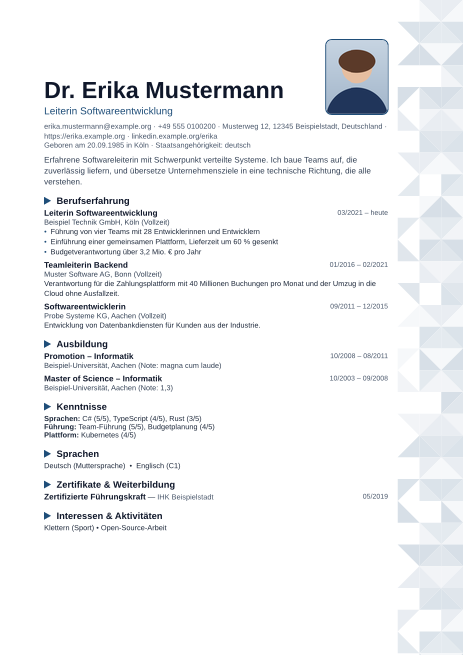 Dr. Erika Mustermann
Leiterin Softwareentwicklung
erika.mustermann@example.org · +49 555 0100200 · Musterweg 12, 12345 Beispielstadt, Deutschland ·
https://erika.example.org · linkedin.example.org/erika
Geboren am 20.09.1985 in Köln · Staatsangehörigkeit: deutsch
Erfahrene Softwareleiterin mit Schwerpunkt verteilte Systeme. Ich baue Teams auf, die
zuverlässig liefern, und übersetze Unternehmensziele in eine technische Richtung, die alle
verstehen.
Berufserfahrung
Leiterin Softwareentwicklung 03/2021 – heute
Beispiel Technik GmbH, Köln (Vollzeit)
• Führung von vier Teams mit 28 Entwicklerinnen und Entwicklern
• Einführung einer gemeinsamen Plattform, Lieferzeit um 60 % gesenkt
• Budgetverantwortung über 3,2 Mio. € pro Jahr
Teamleiterin Backend 01/2016 – 02/2021
Muster Software AG, Bonn (Vollzeit)
Verantwortung für die Zahlungsplattform mit 40 Millionen Buchungen pro Monat und der Umzug in die
Cloud ohne Ausfallzeit.
Softwareentwicklerin 09/2011 – 12/2015
Probe Systeme KG, Aachen (Vollzeit)
Entwicklung von Datenbankdiensten für Kunden aus der Industrie.
Ausbildung
Promotion – Informatik 10/2008 – 08/2011
Beispiel-Universität, Aachen (Note: magna cum laude)
Master of Science – Informatik 10/2003 – 09/2008
Beispiel-Universität, Aachen (Note: 1,3)
Kenntnisse
Sprachen: C# (5/5), TypeScript (4/5), Rust (3/5)
Führung: Team-Führung (5/5), Budgetplanung (4/5)
Plattform: Kubernetes (4/5)
Sprachen
Deutsch (Muttersprache) • Englisch (C1)
Zertifikate & Weiterbildung
Zertifizierte Führungskraft — IHK Beispielstadt 05/2019
Interessen & Aktivitäten
Klettern (Sport) • Open-Source-Arbeit